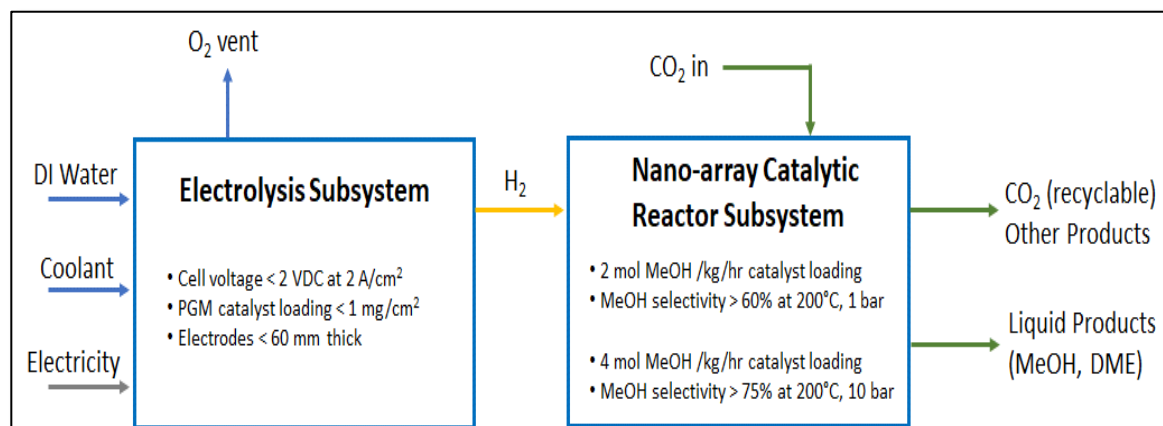 O₂ vent
CO₂ in
DI Water
Coolant
Electricity
Electrolysis Subsystem
• Cell voltage < 2 VDC at 2 A/cm²
• PGM catalyst loading < 1 mg/cm²
• Electrodes < 60 mm thick
H₂
Nano-array Catalytic
Reactor Subsystem
• 2 mol MeOH /kg/hr catalyst loading
• MeOH selectivity > 60% at 200°C, 1 bar
• 4 mol MeOH /kg/hr catalyst loading
• MeOH selectivity > 75% at 200°C, 10 bar
CO₂ (recyclable)
Other Products
Liquid Products
(MeOH, DME)